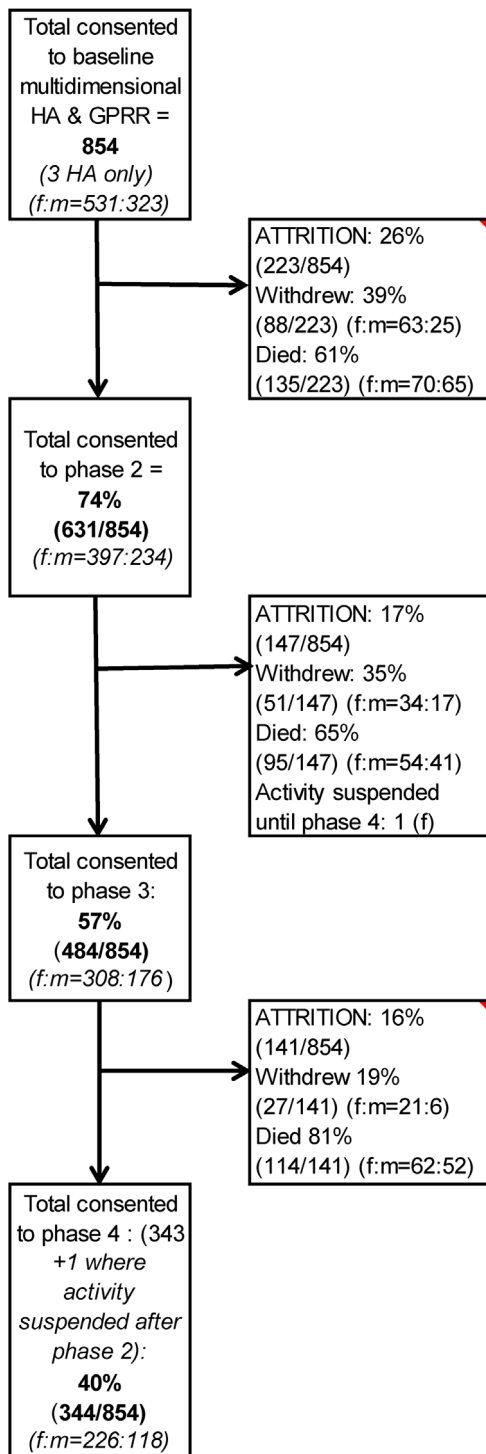 Total consented
to baseline
multidimensional
HA & GPRR =
854
(3 HA only)
(f:m=531:323)
ATTRITION: 26%
(223/854)
Withdrew: 39%
(88/223) (f:m=63:25)
Died: 61%
(135/223) (f:m=70:65)
Total consented
to phase 2 =
74%
(631/854)
(f:m=397:234)
ATTRITION: 17%
(147/854)
Withdrew: 35%
(51/147) (f:m=34:17)
Died: 65%
(95/147) (f:m=54:41)
Activity suspended
until phase 4: 1 (f)
Total consented
to phase 3:
57%
(484/854)
(f:m=308:176)
ATTRITION: 16%
(141/854)
Withdrew 19%
(27/141) (f:m=21:6)
Died 81%
(114/141) (f:m=62:52)
Total consented
to phase 4 : (343
+1 where
activity
suspended after
phase 2):
40%
(344/854)
(f:m=226:118)